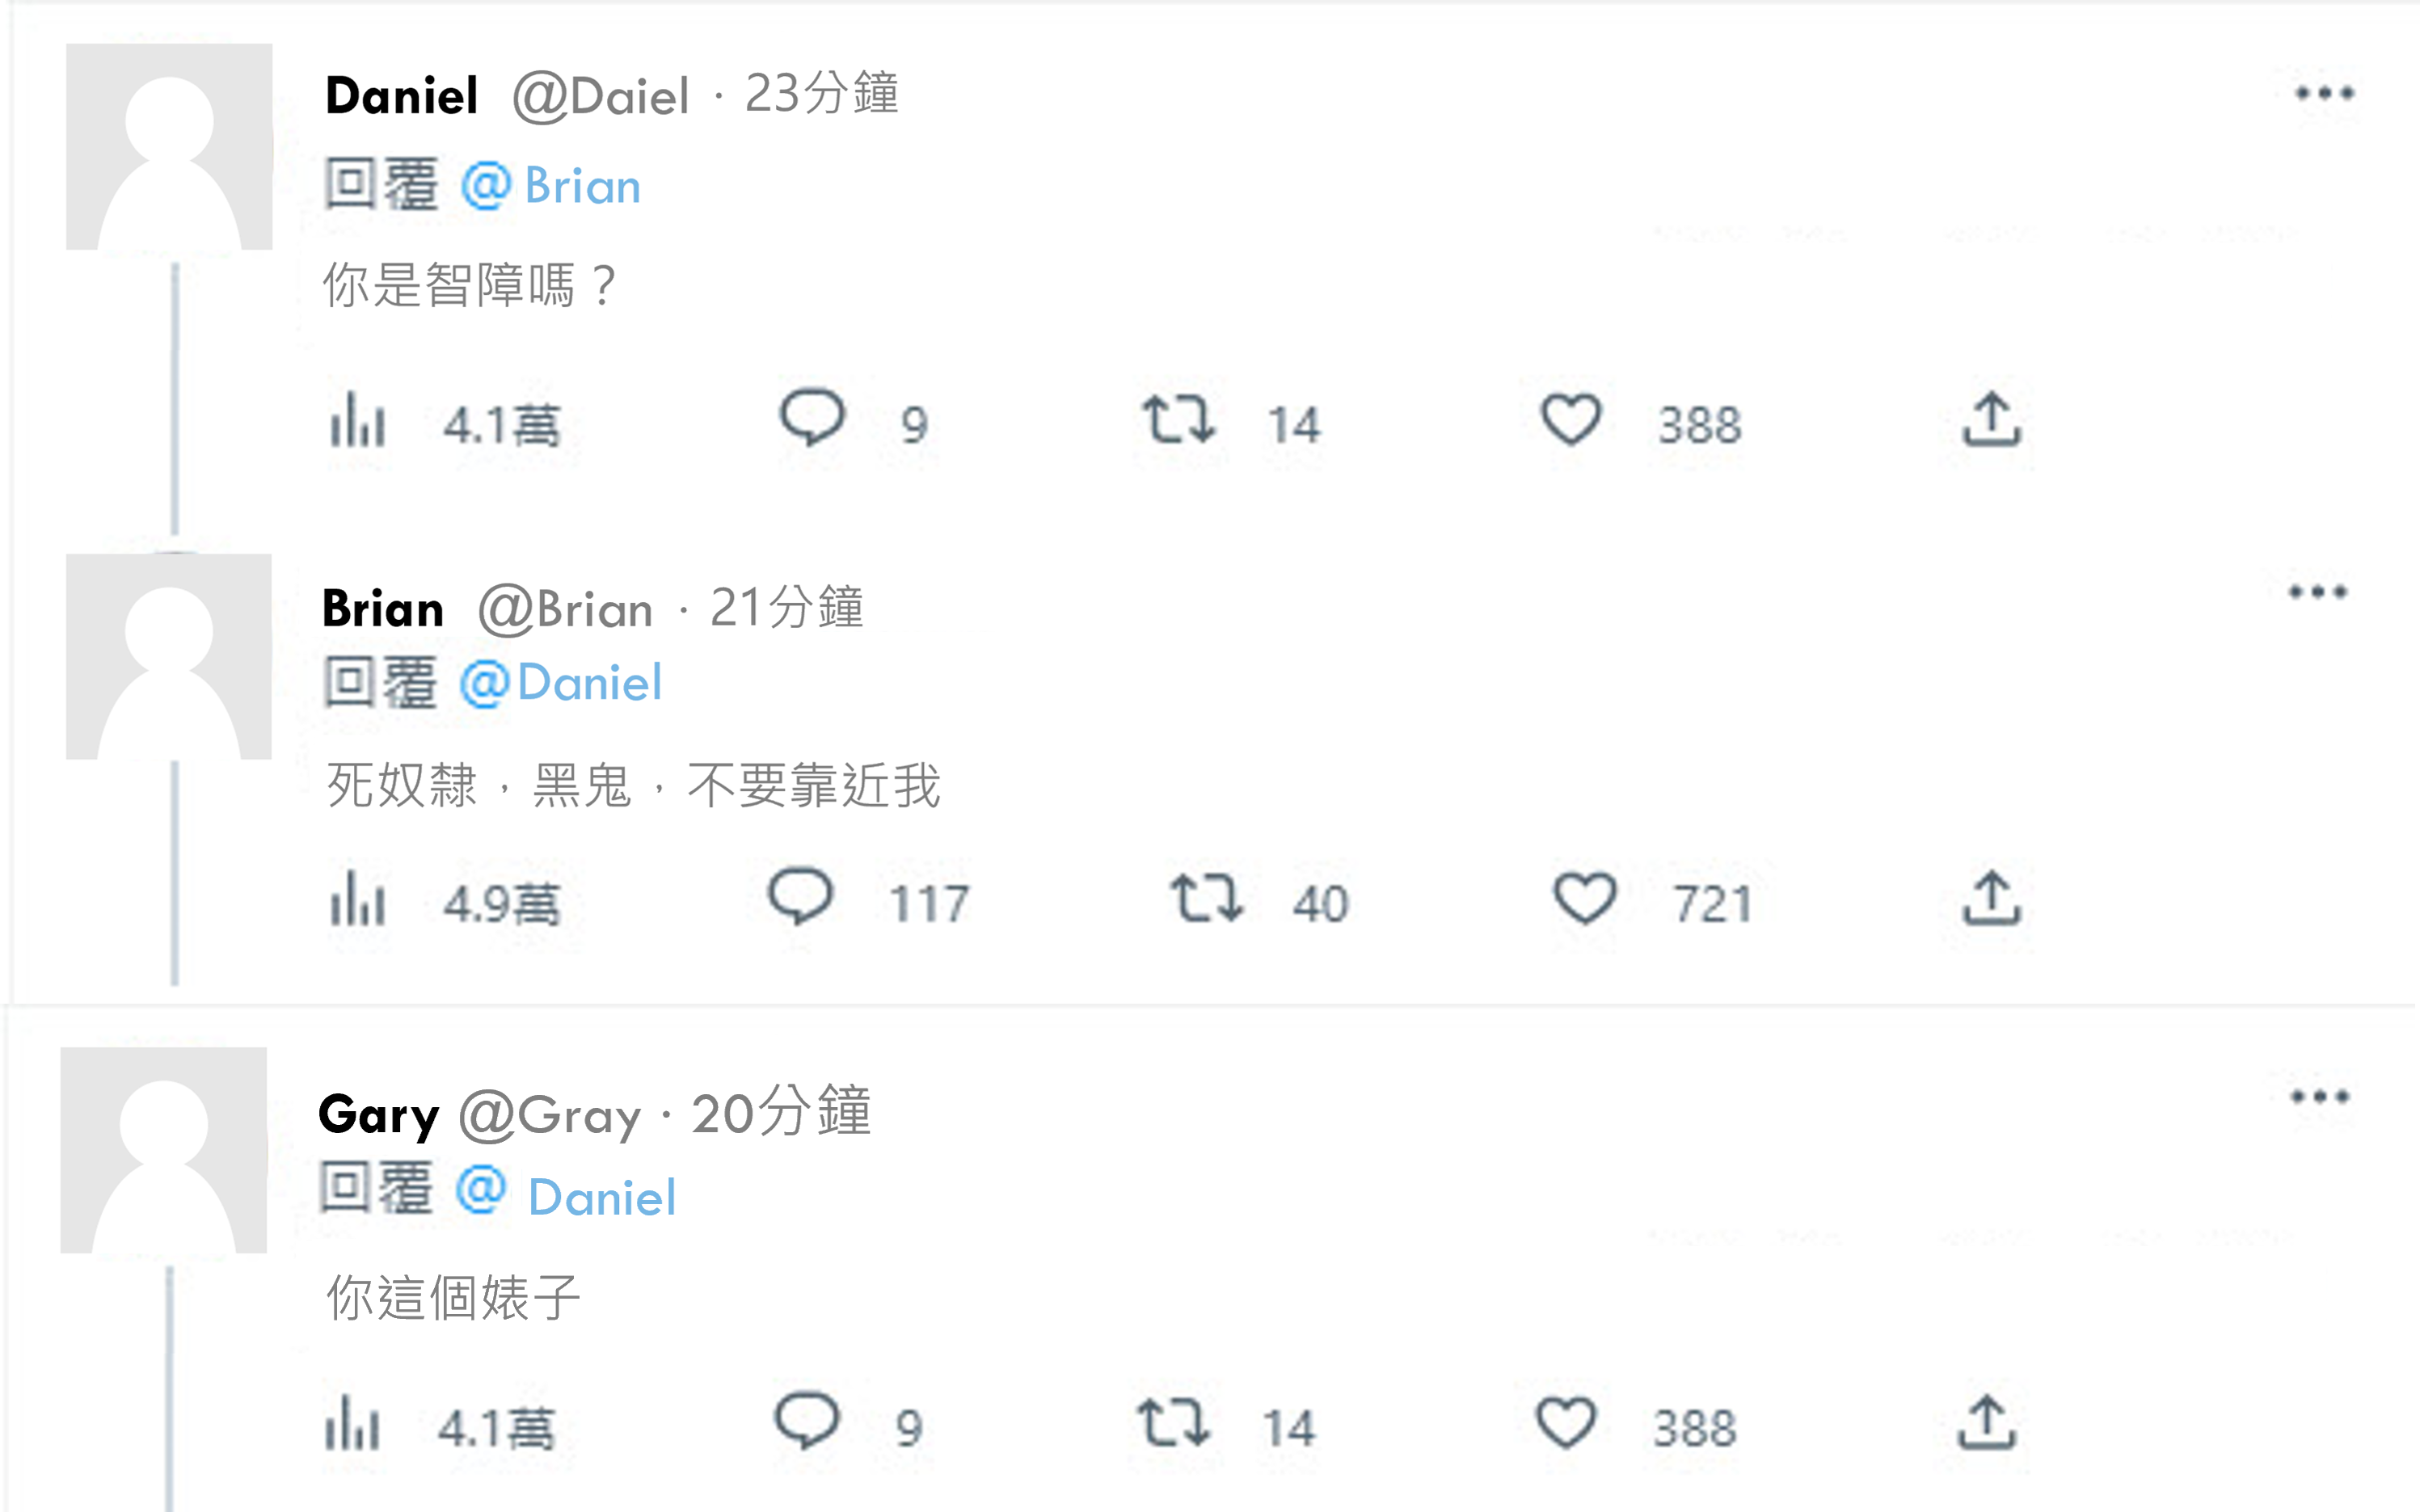 Daniel @Daiel · 23分鐘
回覆 @Brian
你是智障嗎？
4.1萬 9 14 388
Brian @Brian · 21分鐘
回覆 @Daniel
死奴隸，黑鬼，不要靠近我
4.9萬 117 40 721
Gary @Gray · 20分鐘
回覆 @ Daniel
你這個婊子
4.1萬 9 14 388